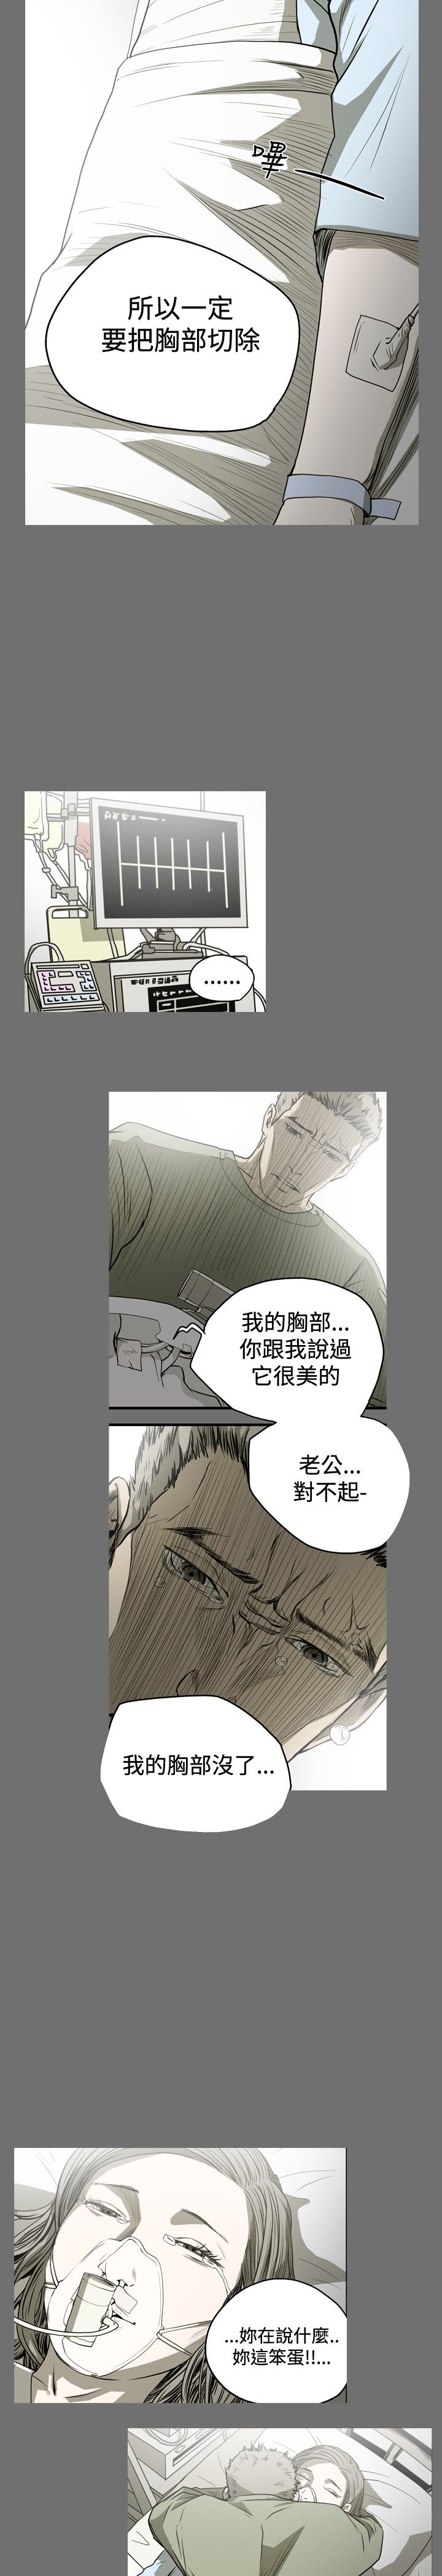 嗶
所以一定
要把胸部切除
......
我的胸部...
你跟我說過
它很美的
老公...
對不起-
我的胸部沒了...
...妳在說什麼..
妳這笨蛋!!...